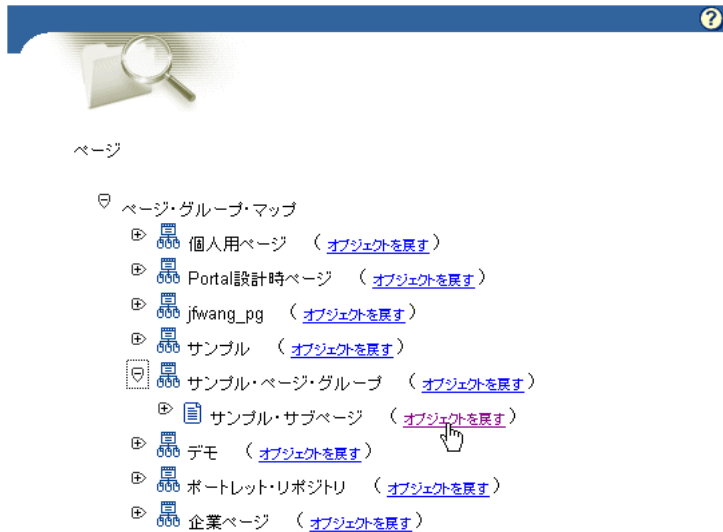 ?
ページ
ページ・グループ・マップ
個人用ページ (オブジェクトを戻す)
Portal設計時ページ (オブジェクトを戻す)
jfwang_pg (オブジェクトを戻す)
サンプル (オブジェクトを戻す)
サンプル・ページ・グループ (オブジェクトを戻す)
サンプル・サブページ (オブジェクトを戻す)
デモ (オブジェクトを戻す)
ポートレット・リポジトリ (オブジェクトを戻す)
企業ページ (オブジェクトを戻す)